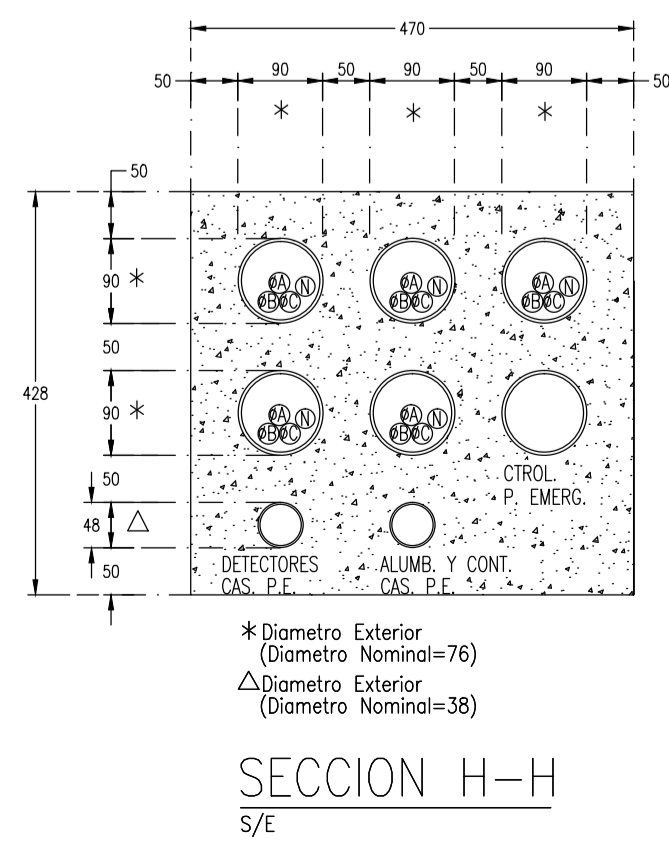 470
50 90 50 90 50 90 50
* * *
50
90 *
ØA N ØA N ØA N
ØB ØC ØB ØC ØB ØC
50
428
90 *
ØA N ØA N
ØB ØC ØB ØC
CTROL.
P. EMERG.
50
48 △
50
DETECTORES
CAS. P.E.
ALUMB. Y CONT.
CAS. P.E.
* Diametro Exterior
(Diametro Nominal=76)
△ Diametro Exterior
(Diametro Nominal=38)
SECCION H-H
S/E